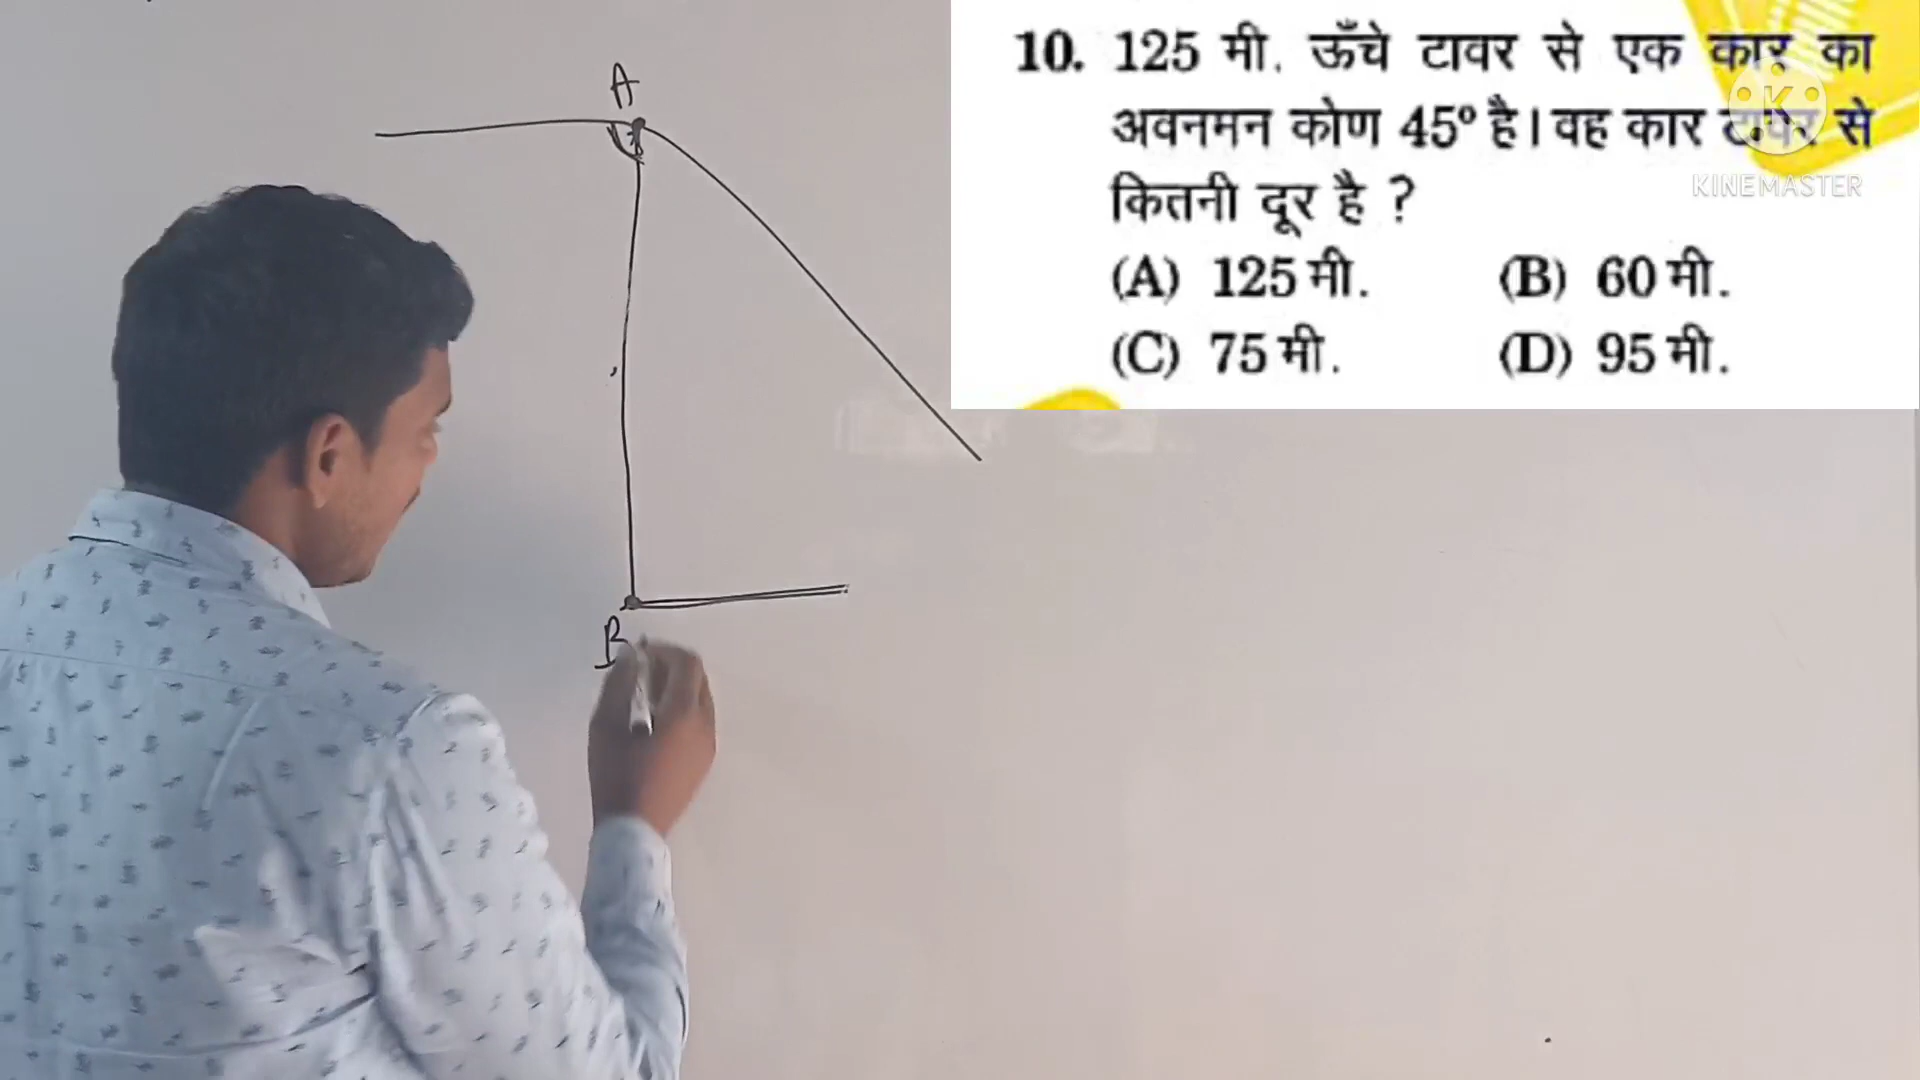 10. 125 मी. ऊँचे टावर से एक कार का
अवनमन कोण 45° है। वह कार टावर से
कितनी दूर है ?
(A) 125 मी. (B) 60 मी.
(C) 75 मी. (D) 95 मी.
KINEMASTER
A
B